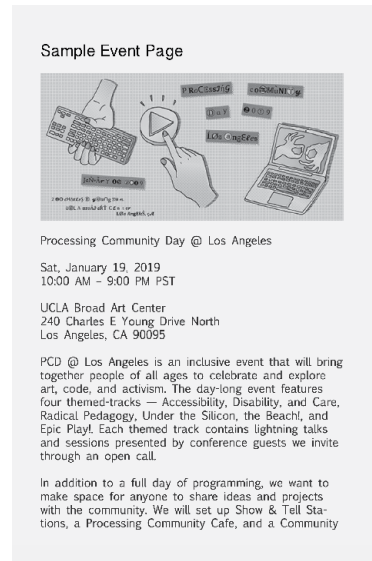 Sample Event Page
PRoCEssINg
coMMuNITy
DaY
2019
LOs ANgElEs
Processing Community Day @ Los Angeles
Sat, January 19, 2019
10:00 AM – 9:00 PM PST
UCLA Broad Art Center
240 Charles E Young Drive North
Los Angeles, CA 90095
PCD @ Los Angeles is an inclusive event that will bring
together people of all ages to celebrate and explore
art, code, and activism. The day-long event features
four themed-tracks — Accessibility, Disability, and Care,
Radical Pedagogy, Under the Silicon, the Beach!, and
Epic Play!. Each themed track contains lightning talks
and sessions presented by conference guests we invite
through an open call.
In addition to a full day of programming, we want to
make space for anyone to share ideas and projects
with the community. We will set up Show & Tell Sta-
tions, a Processing Community Cafe, and a Community